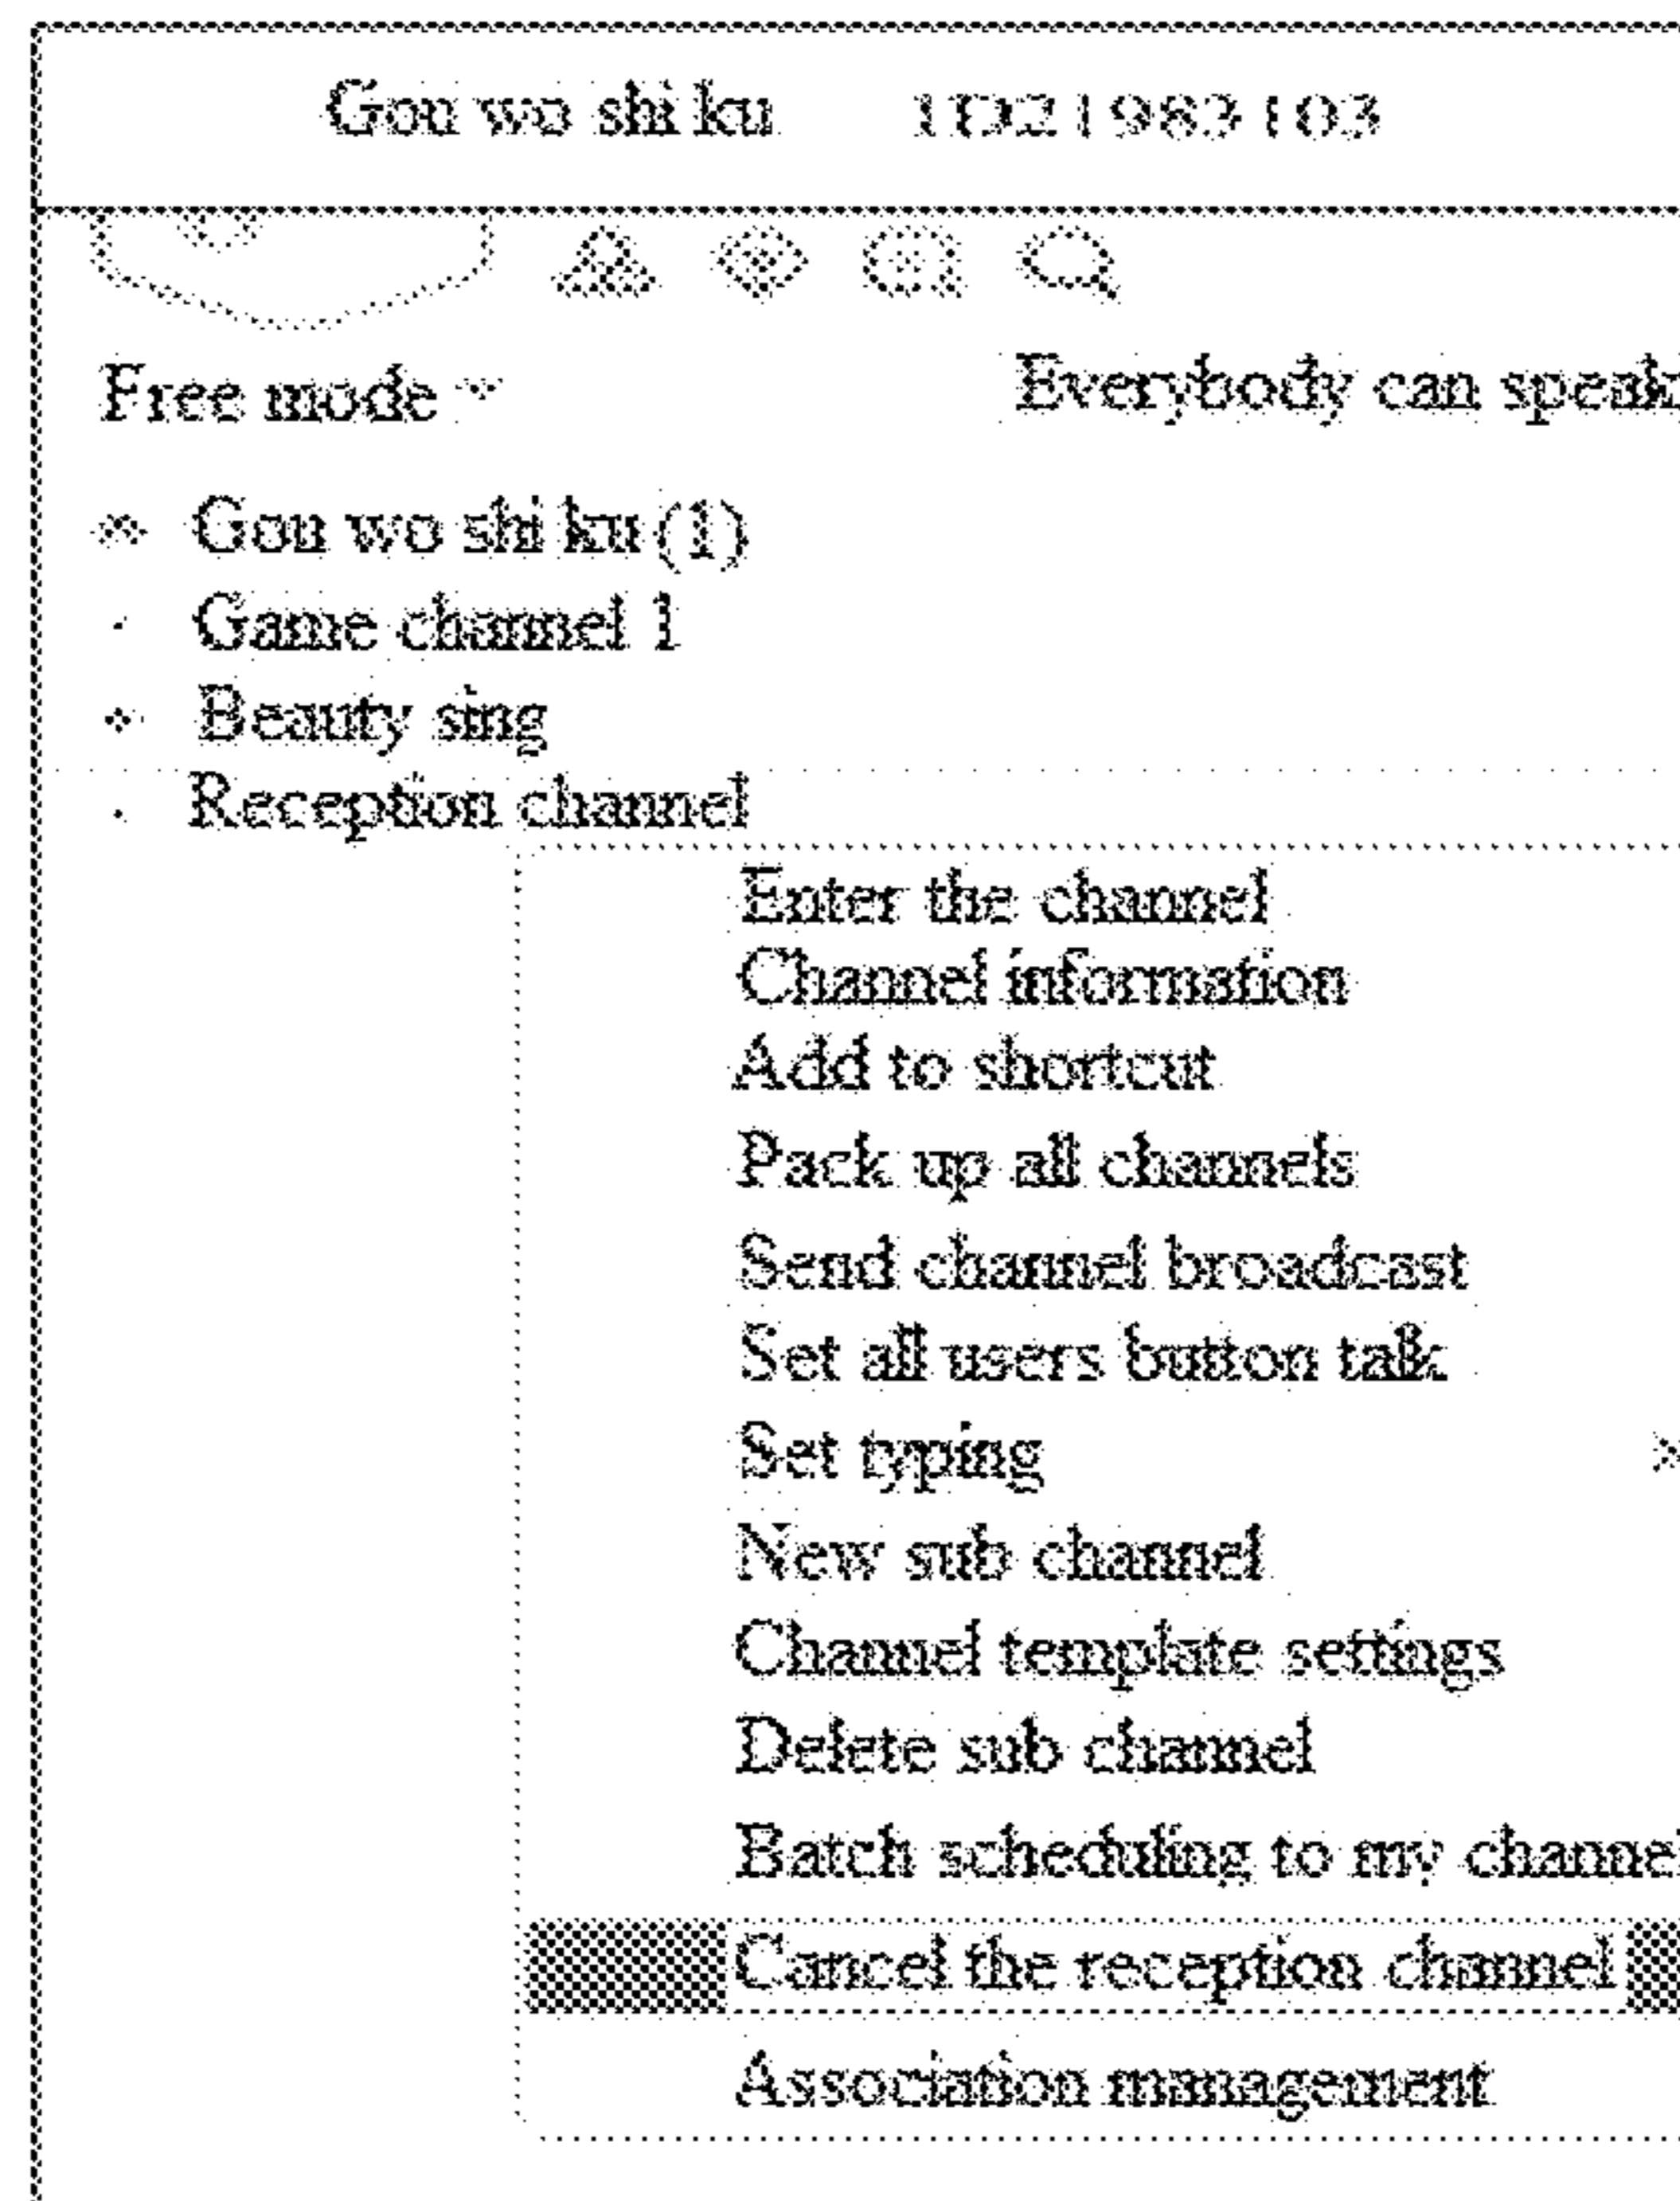 Gou wo shi ku 1D21983103
Free mode Everybody can speak
Gou wo shi ku (1)
Game channel 1
Beauty sing
Reception channel
Enter the channel
Channel information
Add to shortcut
Pack up all channels
Send channel broadcast
Set all users button talk
Set typing
New sub channel
Channel template settings
Delete sub channel
Batch scheduling to my channel
Cancel the reception channel
Association management